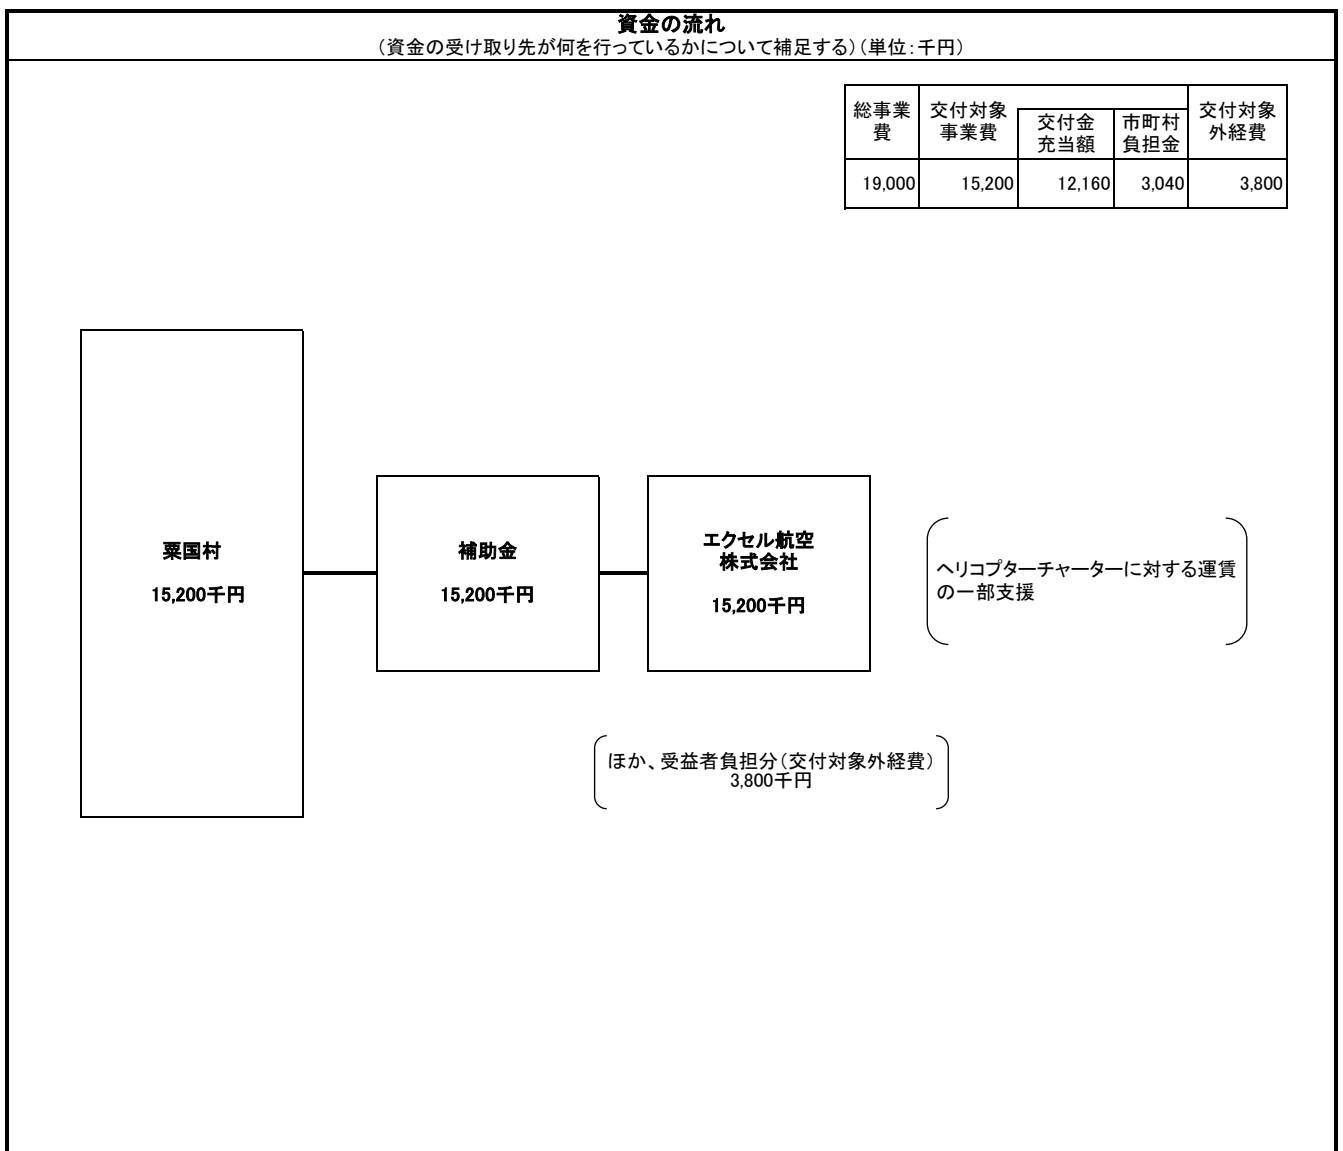 資金の流れ
（資金の受け取り先が何を行っているかについて補足する）（単位：千円）
総事業
費
交付対象
事業費
交付金
充当額
市町村
負担金
交付対象
外経費
19,000 15,200 12,160 3,040 3,800
粟国村
15,200千円
補助金
15,200千円
エクセル航空
株式会社
15,200千円
ヘリコプターチャーターに対する運賃
の一部支援
ほか、受益者負担分（交付対象外経費）
3,800千円